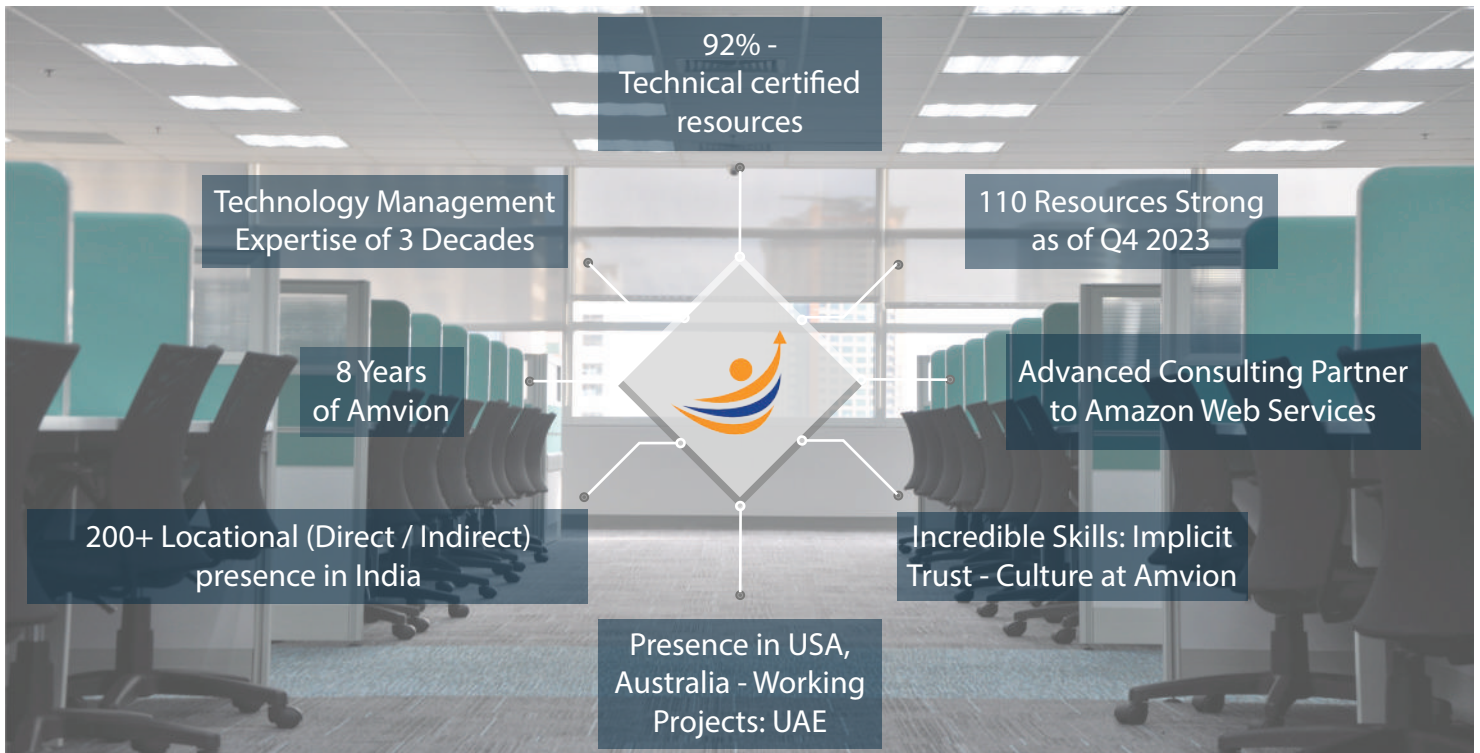 92% -
Technical certified
resources
Technology Management
Expertise of 3 Decades
110 Resources Strong
as of Q4 2023
8 Years
of Amvion
Advanced Consulting Partner
to Amazon Web Services
200+ Locational (Direct / Indirect)
presence in India
Incredible Skills: Implicit
Trust - Culture at Amvion
Presence in USA,
Australia - Working
Projects: UAE